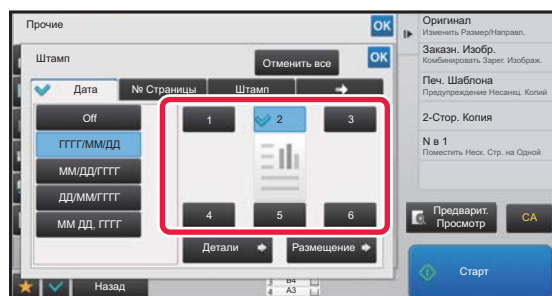 Прочие
OK
Штамп
Отменить все
OK
Дата
№ Страницы
Штамп
Off
ГГГГ/ММ/ДД
ММ/ДД/ГГГГ
ДД/ММ/ГГГГ
ММ ДД, ГГГГ
1
2
3
4
5
6
Детали
Размещение
Назад
3 B4
4 A3
Оригинал
Изменить Размер/Направл.
Заказн. Изобр.
Комбинировать Зарег. Изображ.
Печ. Шаблона
Предупреждение Несанкц. Копий
2-Стор. Копия
N в 1
Поместить Неск. Стр. на Одной
Предварит.
Просмотр
CA
Старт